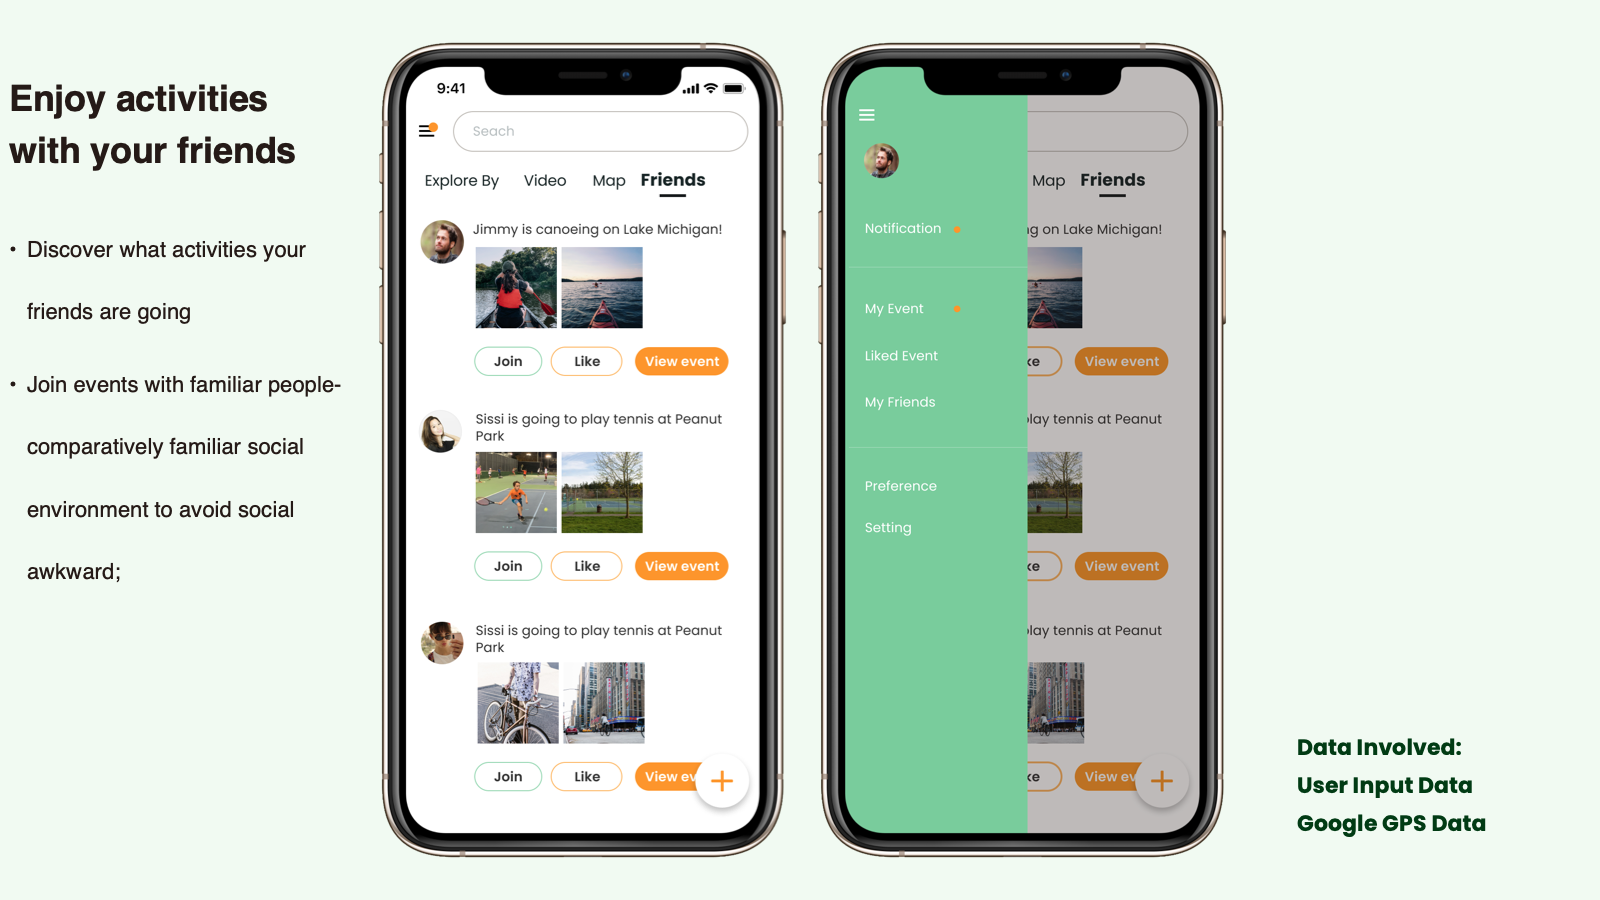 Enjoy activities
with your friends
• Discover what activities your
friends are going
• Join events with familiar people-
comparatively familiar social
environment to avoid social
awkward;
9:41
Seach
Explore By Video Map Friends
Jimmy is canoeing on Lake Michigan!
Join Like View event
Sissi is going to play tennis at Peanut
Park
Join Like View event
Sissi is going to play tennis at Peanut
Park
Join Like View ev
Notification
My Event
Liked Event
My Friends
Preference
Setting
Map Friends
ng on Lake Michigan!
ke View event
play tennis at Peanut
ke View event
play tennis at Peanut
ke View ev
Data Involved:
User Input Data
Google GPS Data